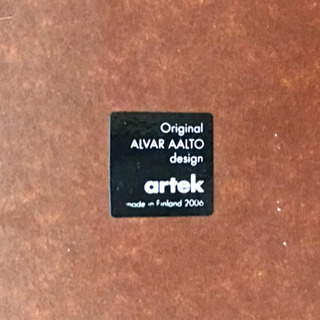 Original
ALVAR AALTO
design
artek
made in Finland 2006